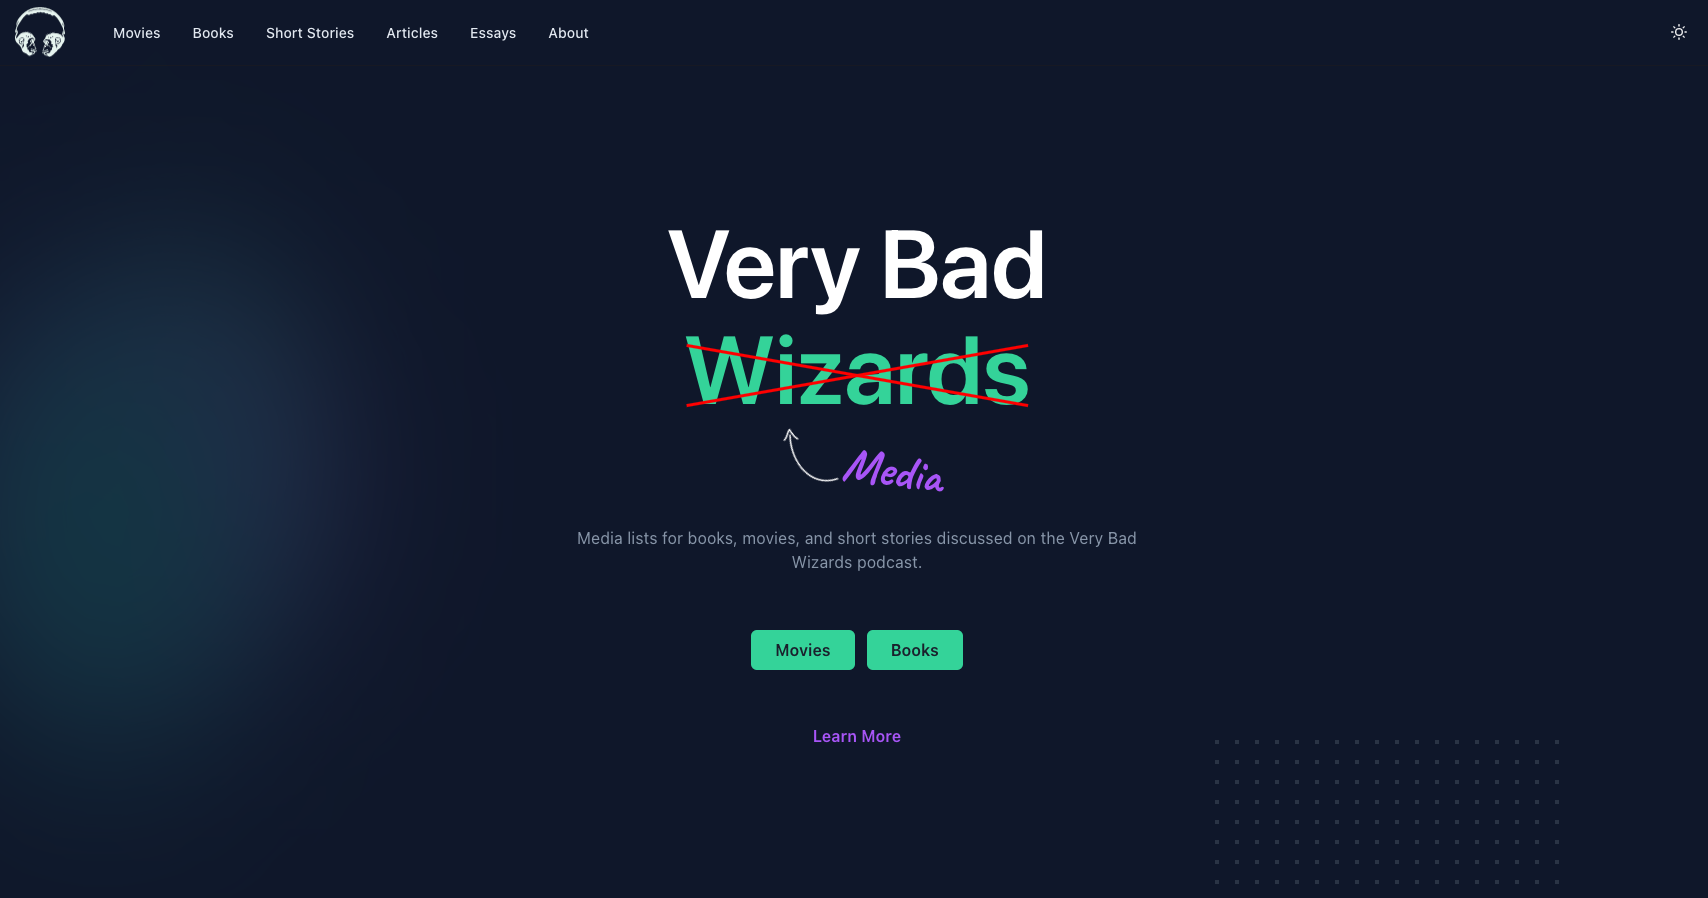 Movies
Books
Short Stories
Articles
Essays
About
Very Bad
Wizards
Media
Media lists for books, movies, and short stories discussed on the Very Bad
Wizards podcast.
Movies
Books
Learn More